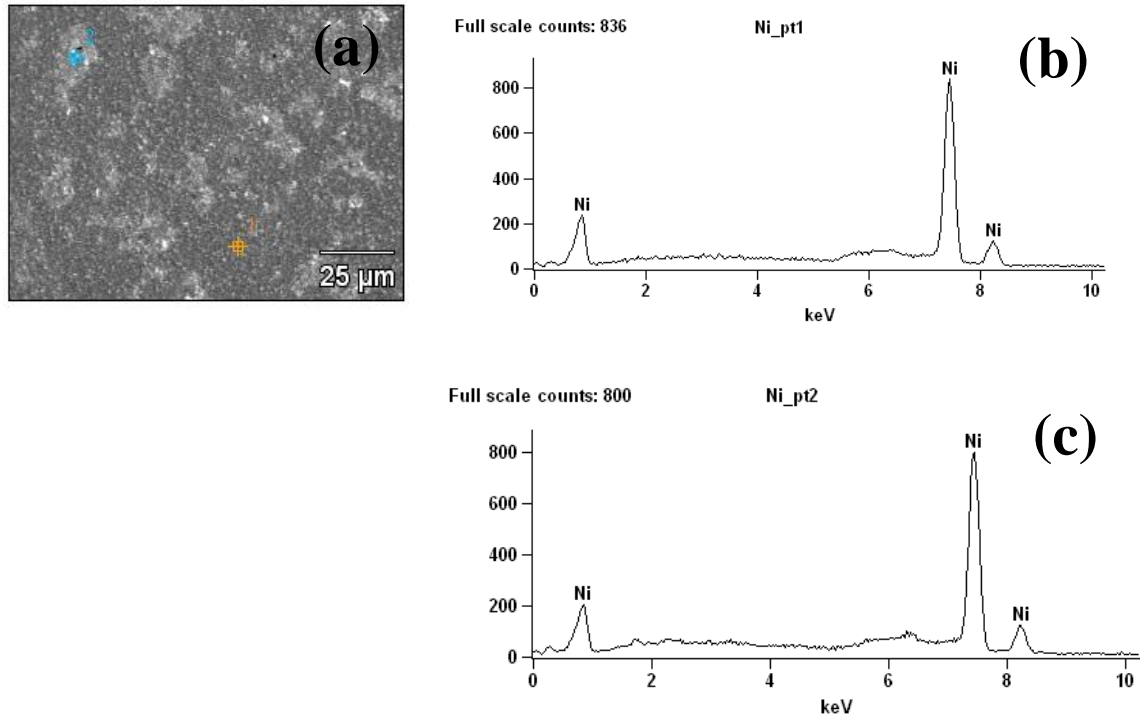 (a)
2
1
25 µm
Full scale counts: 836 Ni_pt1
(b)
Ni
800
600
400
Ni
200
Ni
0
0 2 4 6 8 10
keV
Full scale counts: 800 Ni_pt2
(c)
Ni
800
600
400
Ni
200
Ni
0
0 2 4 6 8 10
keV